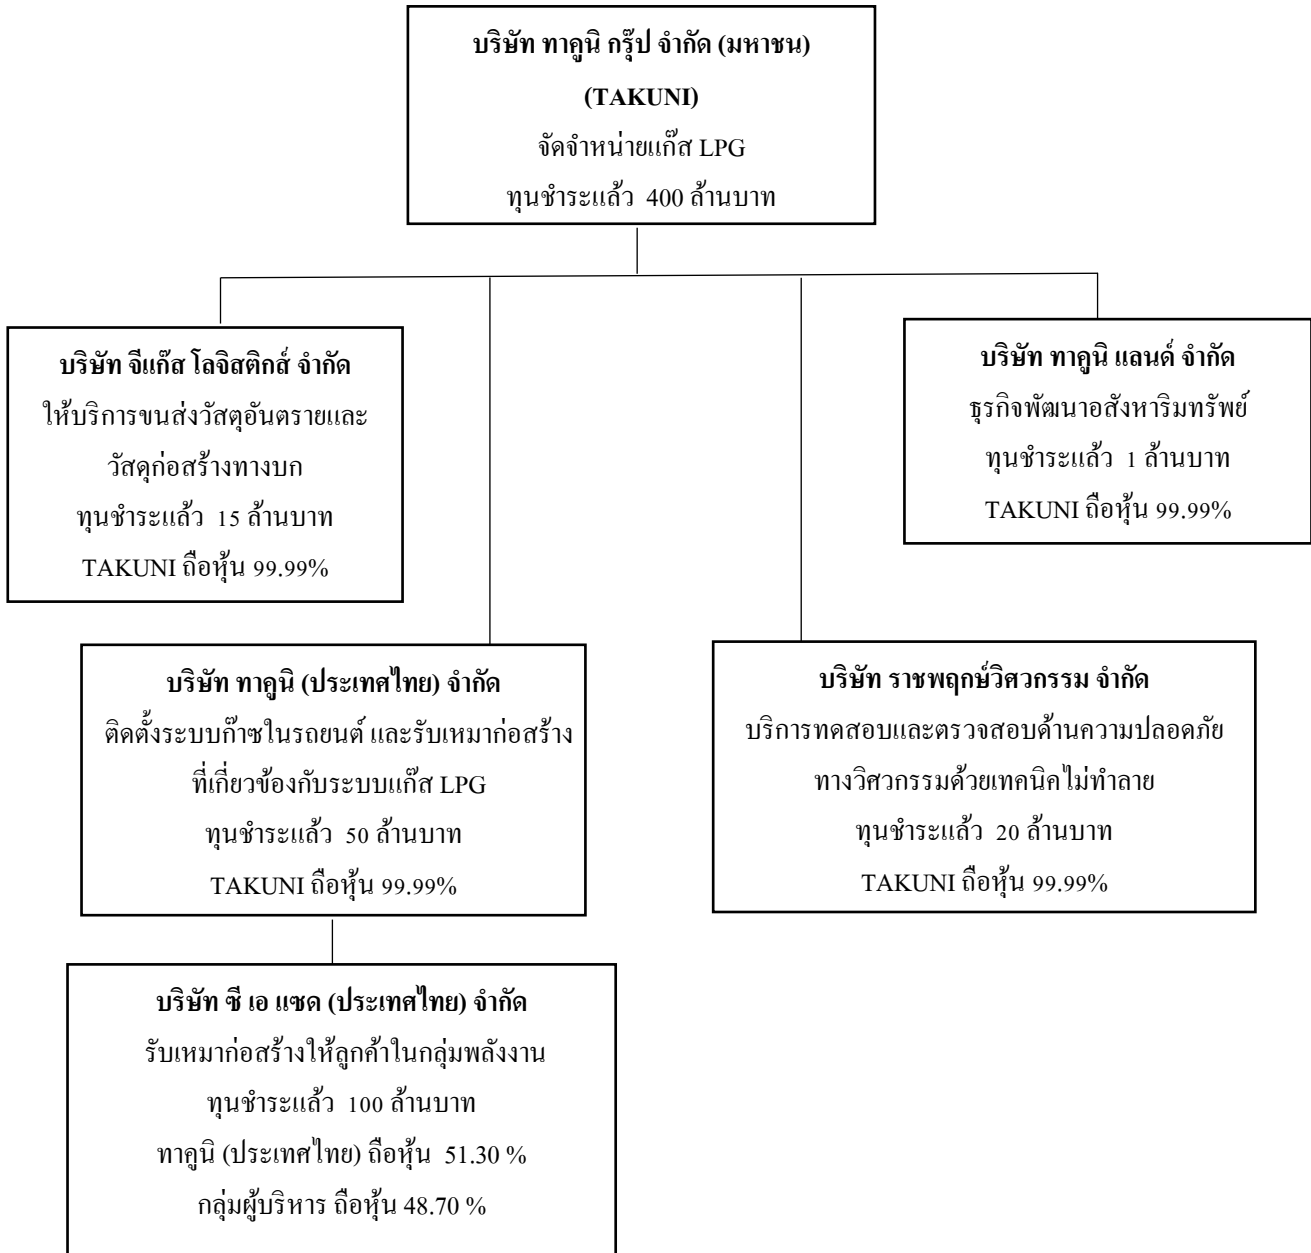 บริษัท ทาคูนิ กรุ๊ป จำกัด (มหาชน)
(TAKUNI)
จัดจำหน่ายแก๊ส LPG
ทุนชำระแล้ว 400 ล้านบาท
บริษัท จีแก๊ส โลจิสติกส์ จำกัด
ให้บริการขนส่งวัสตุอันตรายและ
วัสดุก่อสร้างทางบก
ทุนชำระแล้ว 15 ล้านบาท
TAKUNI ถือหุ้น 99.99%
บริษัท ทาคูนิ แลนด์ จำกัด
ธุรกิจพัฒนาอสังหาริมทรัพย์
ทุนชำระแล้ว 1 ล้านบาท
TAKUNI ถือหุ้น 99.99%
บริษัท ทาคูนิ (ประเทศไทย) จำกัด
ติดตั้งระบบก๊าซในรถยนต์ และรับเหมาก่อสร้าง
ที่เกี่ยวข้องกับระบบแก๊ส LPG
ทุนชำระแล้ว 50 ล้านบาท
TAKUNI ถือหุ้น 99.99%
บริษัท ราชพฤกษ์วิศวกรรม จำกัด
บริการทดสอบและตรวจสอบด้านความปลอดภัย
ทางวิศวกรรมด้วยเทคนิคไม่ทำลาย
ทุนชำระแล้ว 20 ล้านบาท
TAKUNI ถือหุ้น 99.99%
บริษัท ซี เอ แซด (ประเทศไทย) จำกัด
รับเหมาก่อสร้างให้ลูกค้าในกลุ่มพลังงาน
ทุนชำระแล้ว 100 ล้านบาท
ทาคูนิ (ประเทศไทย) ถือหุ้น 51.30 %
กลุ่มผู้บริหาร ถือหุ้น 48.70 %